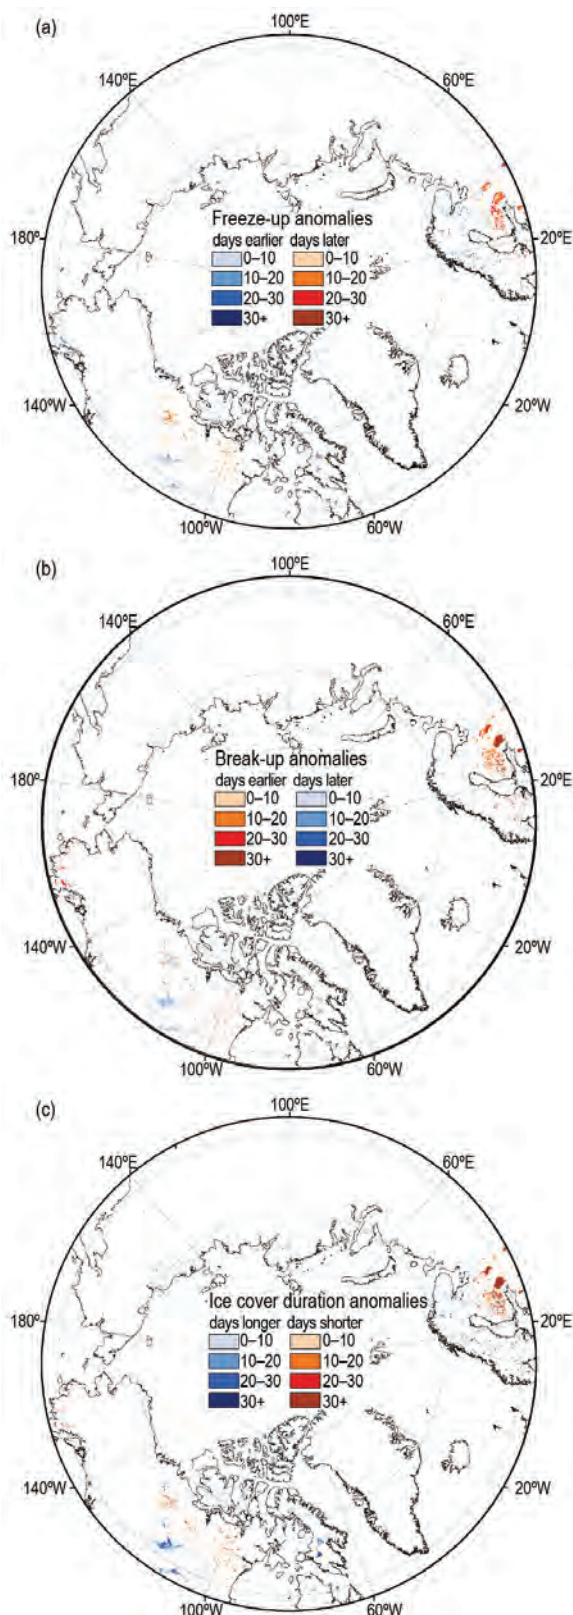 (a)
100ºE
140ºE
60ºE
180º
20ºE
Freeze-up anomalies
days earlier days later
0–10 0–10
10–20 10–20
20–30 20–30
30+ 30+
140ºW
20ºW
100ºW
60ºW
(b)
100ºE
140ºE
60ºE
180º
20ºE
Break-up anomalies
days earlier days later
0–10 0–10
10–20 10–20
20–30 20–30
30+ 30+
140ºW
20ºW
100ºW
60ºW
(c)
100ºE
140ºE
60ºE
180º
20ºE
Ice cover duration anomalies
days longer days shorter
0–10 0–10
10–20 10–20
20–30 20–30
30+ 30+
140ºW
20ºW
100ºW
60ºW